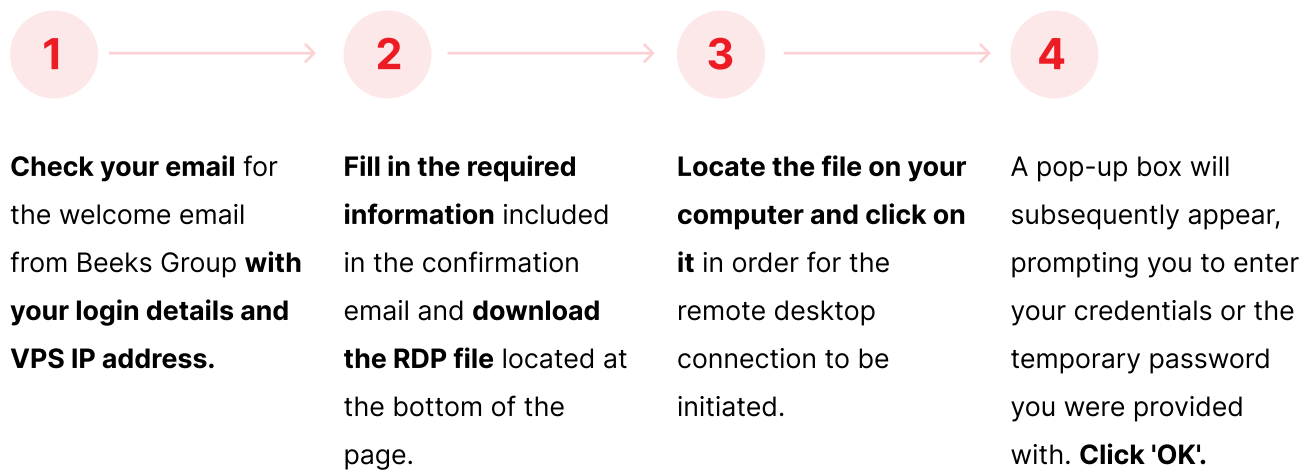 1
Check your email for
the welcome email
from Beeks Group with
your login details and
VPS IP address.
2
Fill in the required
information included
in the confirmation
email and download
the RDP file located at
the bottom of the
page.
3
Locate the file on your
computer and click on
it in order for the
remote desktop
connection to be
initiated.
4
A pop-up box will
subsequently appear,
prompting you to enter
your credentials or the
temporary password
you were provided
with. Click 'OK'.